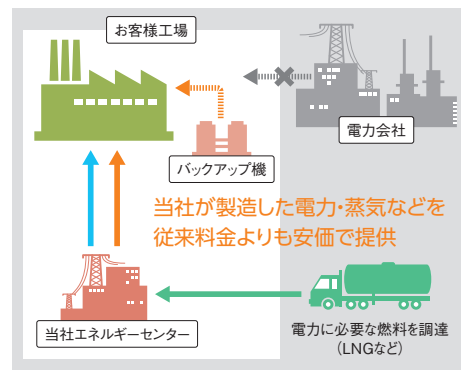 お客様工場
電力会社
バックアップ機
当社が製造した電力・蒸気などを
従来料金よりも安価で提供
当社エネルギーセンター
電力に必要な燃料を調達
（LNGなど）